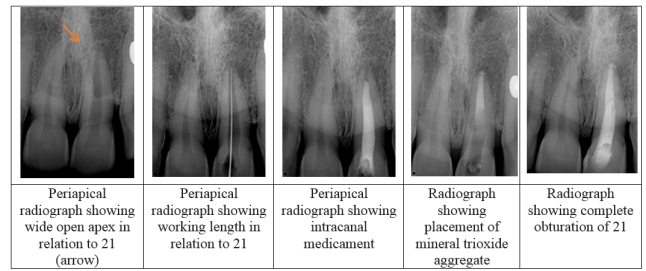 Periapical
radiograph showing
wide open apex in
relation to 21
(arrow)
Periapical
radiograph showing
working length in
relation to 21
Periapical
radiograph showing
intracanal
medicament
Radiograph
showing
placement of
mineral trioxide
aggregate
Radiograph
showing complete
obturation of 21